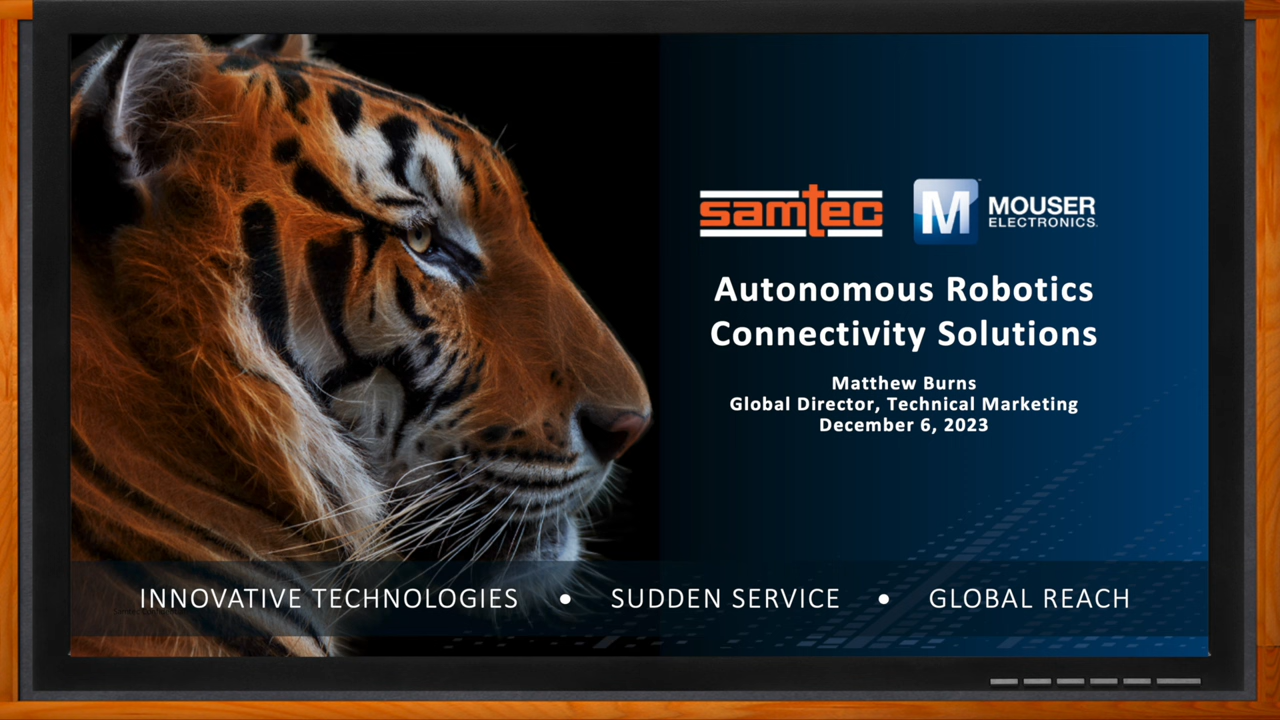 samtec
M MOUSER
ELECTRONICS
Autonomous Robotics
Connectivity Solutions
Matthew Burns
Global Director, Technical Marketing
December 6, 2023
INNOVATIVE TECHNOLOGIES • SUDDEN SERVICE • GLOBAL REACH